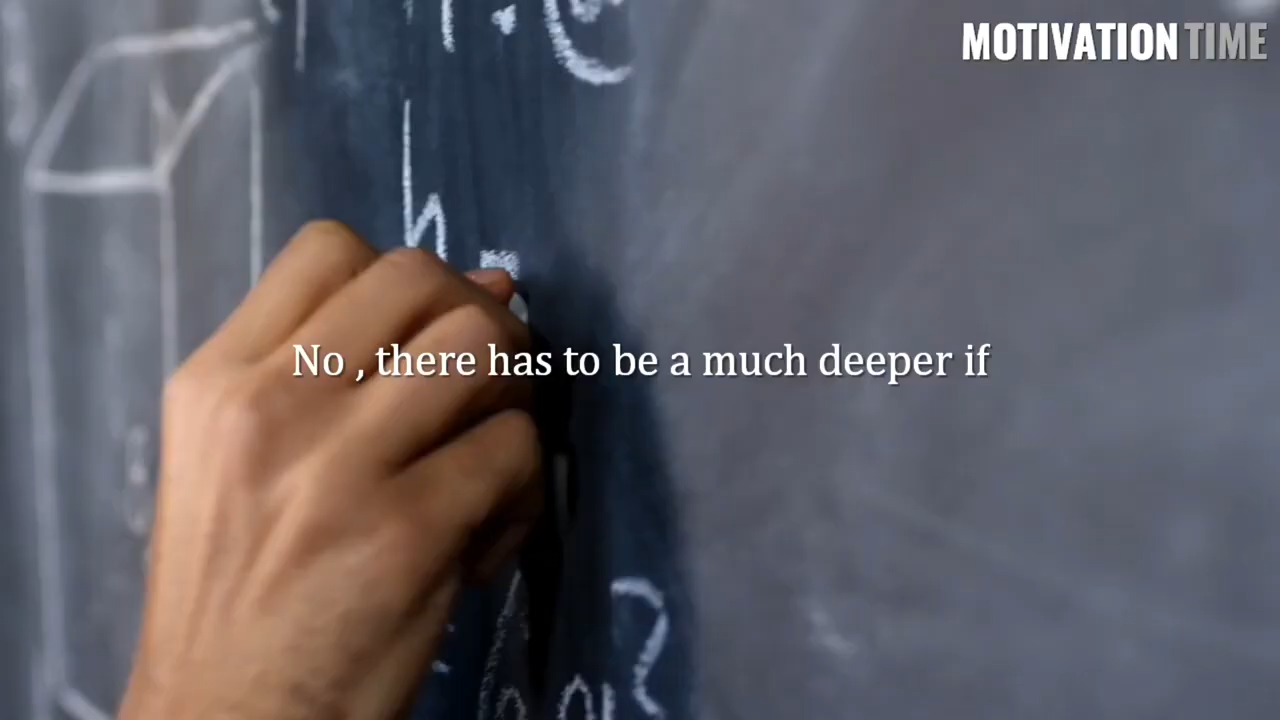 MOTIVATION TIME
h =
No , there has to be a much deeper if